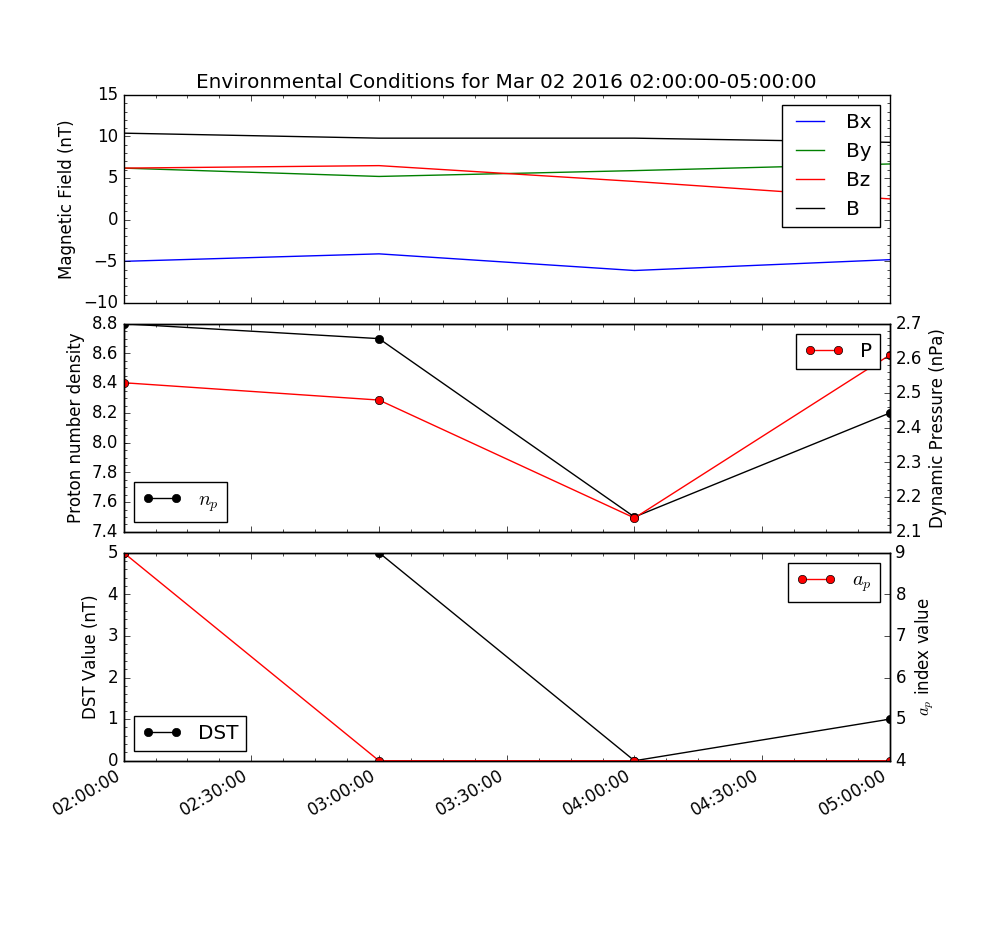 Environmental Conditions for Mar 02 2016 02:00:00-05:00:00
Magnetic Field (nT)
15
10
5
0
−5
−10
Bx
By
Bz
B
Proton number density
8.8
8.6
8.4
8.2
8.0
7.8
7.6
7.4
n_p
P
2.7
2.6
2.5
2.4
2.3
2.2
2.1
Dynamic Pressure (nPa)
DST Value (nT)
5
4
3
2
1
0
DST
a_p
9
8
7
6
5
4
a_p index value
02:00:00
02:30:00
03:00:00
03:30:00
04:00:00
04:30:00
05:00:00